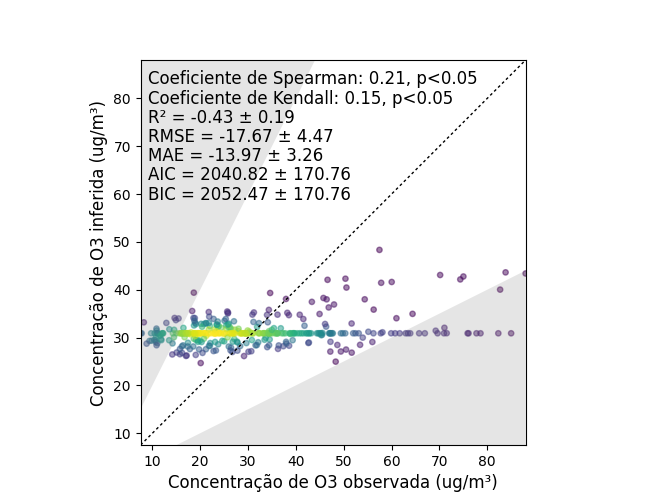 Coeficiente de Spearman: 0.21, p<0.05
Coeficiente de Kendall: 0.15, p<0.05
R² = -0.43 ± 0.19
RMSE = -17.67 ± 4.47
MAE = -13.97 ± 3.26
AIC = 2040.82 ± 170.76
BIC = 2052.47 ± 170.76
Concentração de O3 inferida (ug/m³)
80
70
60
50
40
30
20
10
10 20 30 40 50 60 70 80
Concentração de O3 observada (ug/m³)